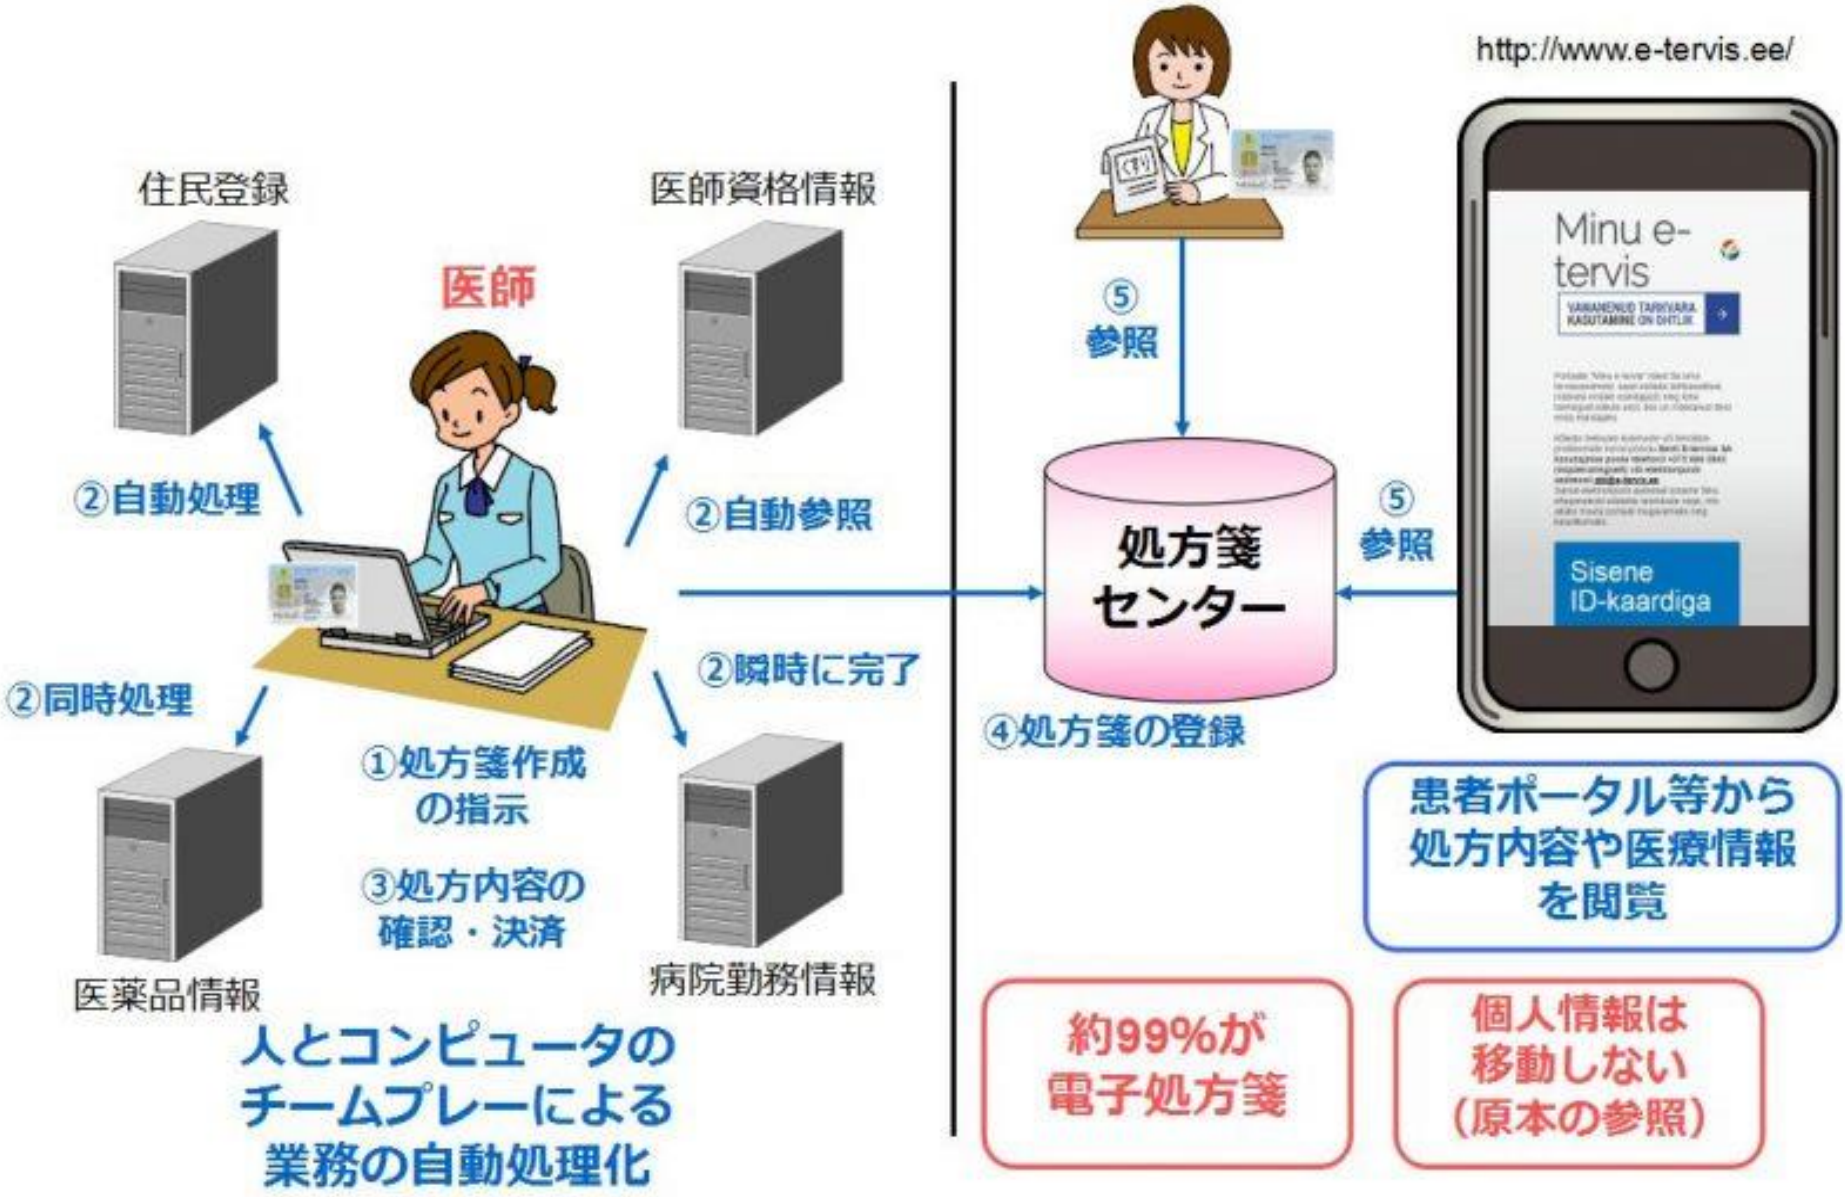 http://www.e-tervis.ee/
住民登録
医師資格情報
医師
②自動処理
②自動参照
②同時処理
②瞬時に完了
①処方箋作成
の指示
③処方内容の
確認・決済
医薬品情報
病院勤務情報
人とコンピュータの
チームプレーによる
業務の自動処理化
くすり
⑤
参照
処方箋
センター
⑤
参照
④処方箋の登録
Minu e-
tervis
VANANENUD TARKVARA
KASUTAMINE ON OHTLIK
Sisene
ID-kaardiga
患者ポータル等から
処方内容や医療情報
を閲覧
約99%が
電子処方箋
個人情報は
移動しない
(原本の参照)